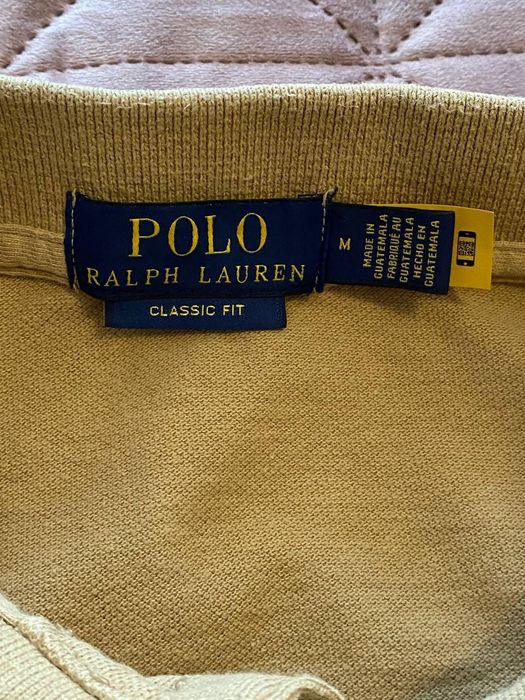 POLO
RALPH LAUREN
CLASSIC FIT
M
MADE IN
GUATEMALA
FABRIQUÉ AU
GUATEMALA
HECHO EN
GUATEMALA